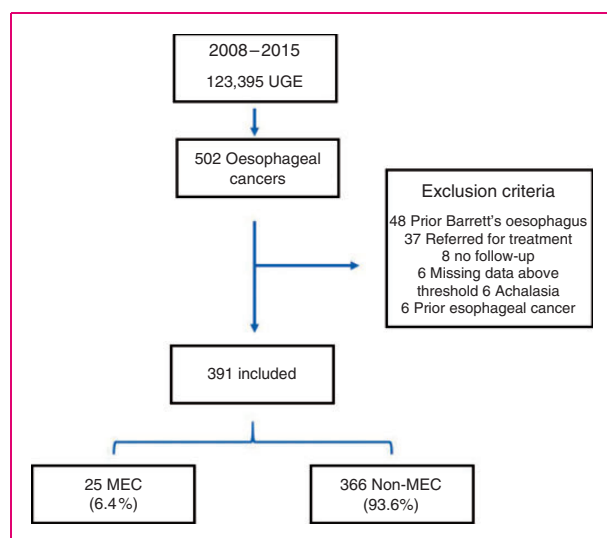 2008–2015
123,395 UGE
502 Oesophageal
cancers
Exclusion criteria
48 Prior Barrett's oesophagus
37 Referred for treatment
8 no follow-up
6 Missing data above
threshold 6 Achalasia
6 Prior esophageal cancer
391 included
25 MEC
(6.4%)
366 Non-MEC
(93.6%)